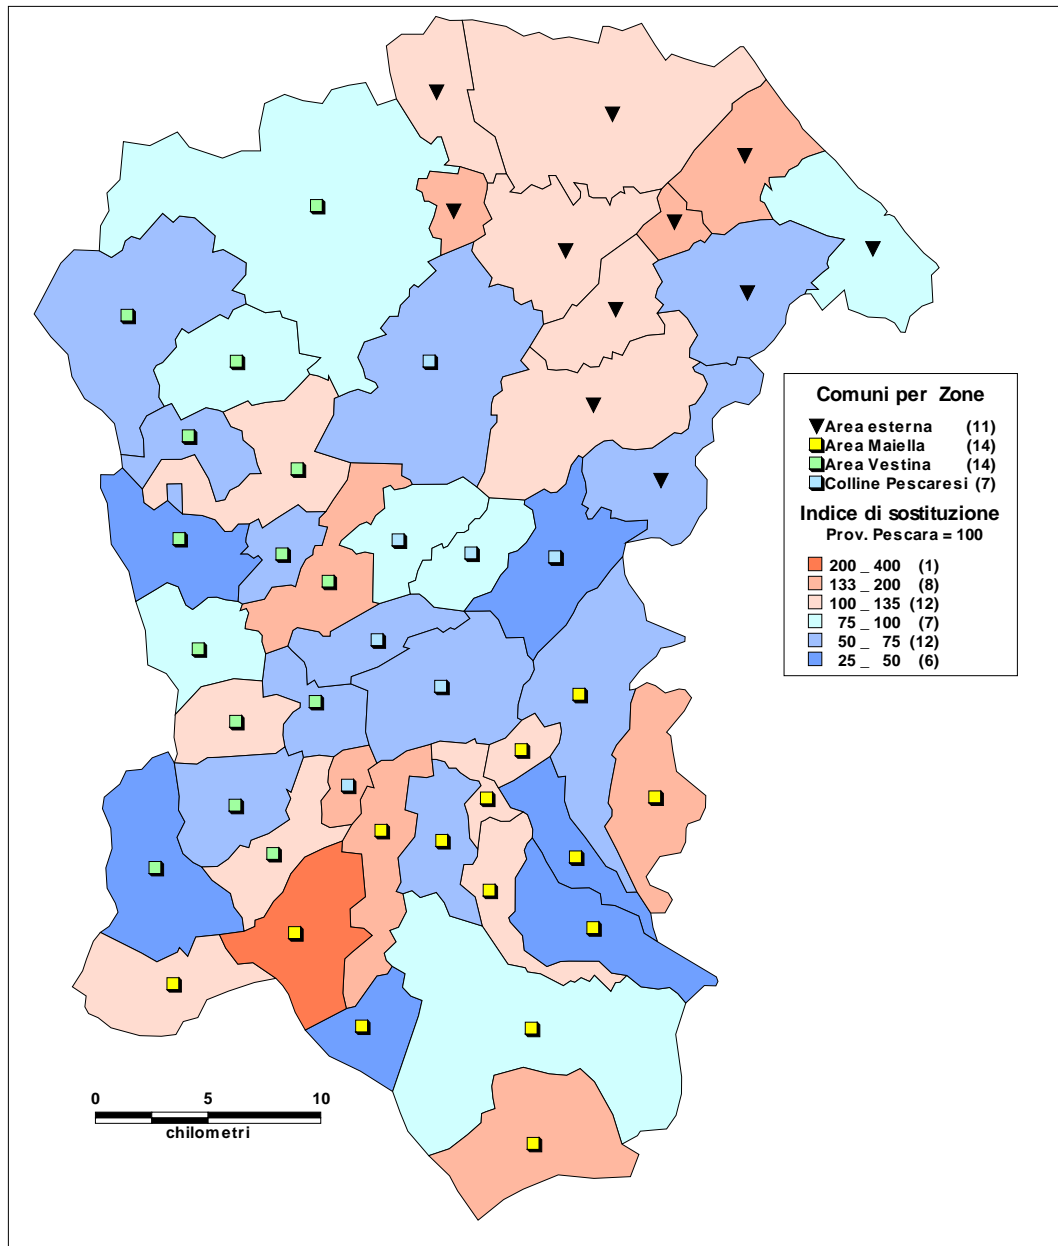 Comuni per Zone
Area esterna (11)
Area Maiella (14)
Area Vestina (14)
Colline Pescaresi (7)
Indice di sostituzione
Prov. Pescara = 100
200 _ 400 (1)
133 _ 200 (8)
100 _ 135 (12)
75 _ 100 (7)
50 _ 75 (12)
25 _ 50 (6)
0 5 10
chilometri